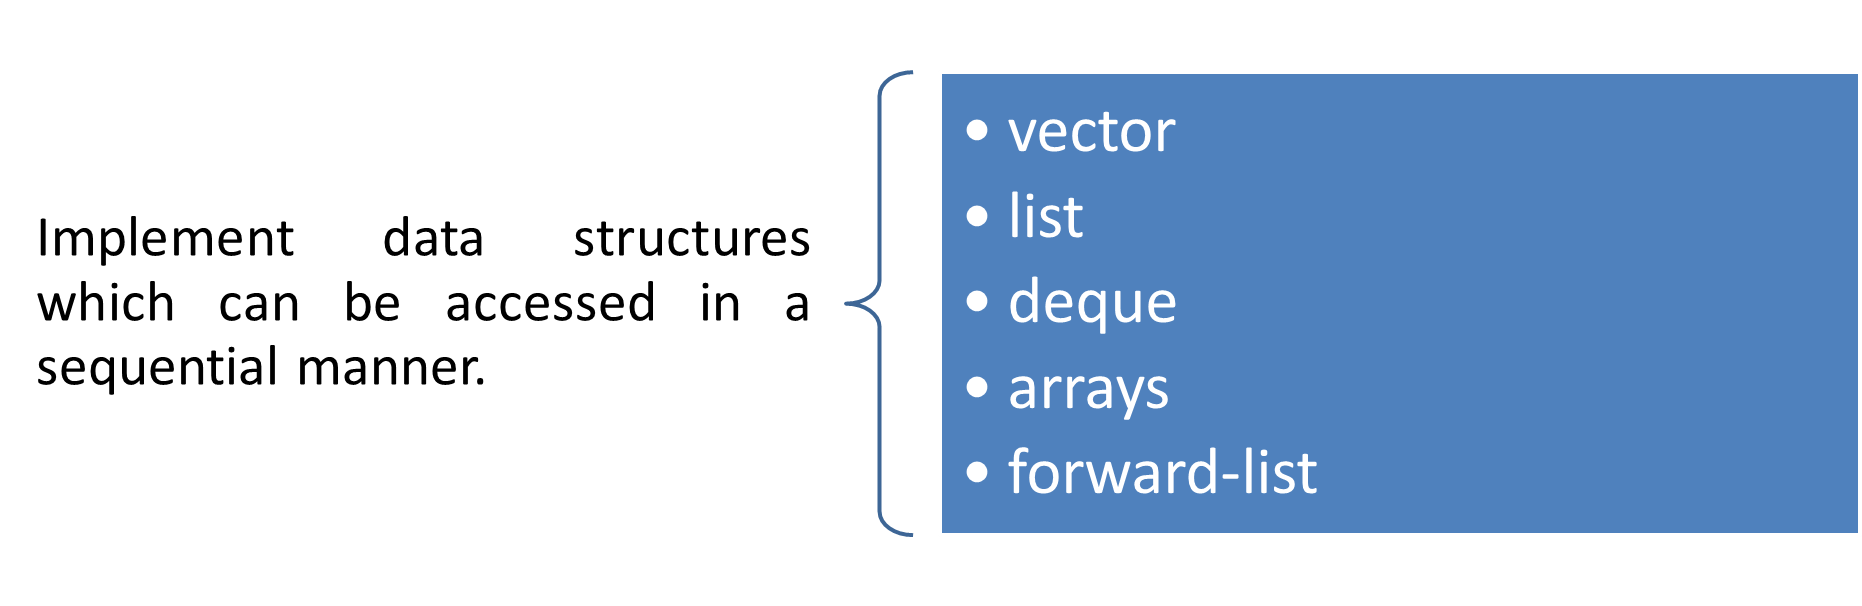 Implement data structures
which can be accessed in a
sequential manner.
• vector
• list
• deque
• arrays
• forward-list